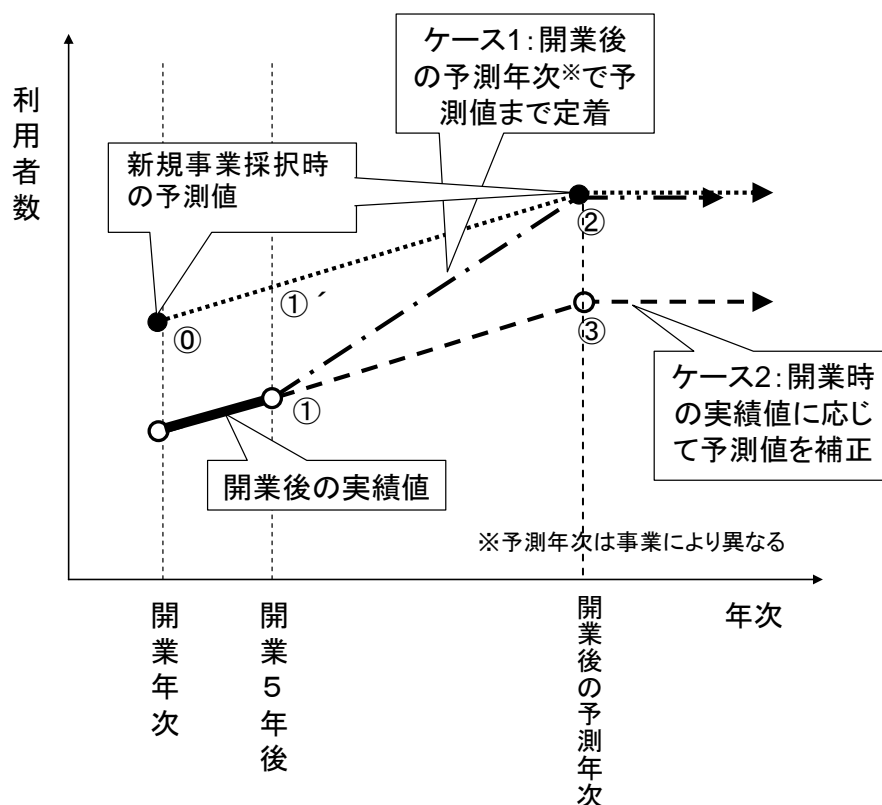 ケース1：開業後
の予測年次※で予
測値まで定着
利用者数
新規事業採択時
の予測値
②
①´
⓪
③
①
ケース2：開業時
の実績値に応じ
て予測値を補正
開業後の実績値
※予測年次は事業により異なる
開業年次
開業５年後
開業後の予測年次
年次